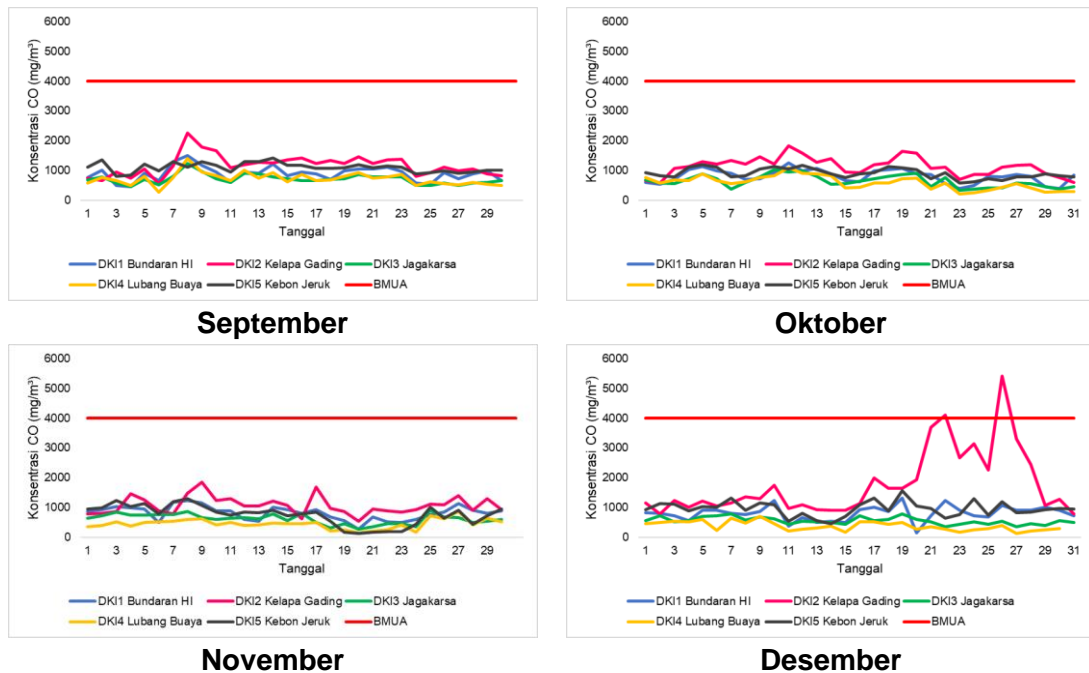 Konsentrasi CO (mg/m³)
6000
5000
4000
3000
2000
1000
0
1 3 5 7 9 11 13 15 17 19 21 23 25 27 29
Tanggal
DKI1 Bundaran HI DKI2 Kelapa Gading DKI3 Jagakarsa
DKI4 Lubang Buaya DKI5 Kebon Jeruk BMUA
September
Konsentrasi CO (mg/m³)
6000
5000
4000
3000
2000
1000
0
1 3 5 7 9 11 13 15 17 19 21 23 25 27 29 31
Tanggal
DKI1 Bundaran HI DKI2 Kelapa Gading DKI3 Jagakarsa
DKI4 Lubang Buaya DKI5 Kebon Jeruk BMUA
Oktober
Konsentrasi CO (mg/m³)
6000
5000
4000
3000
2000
1000
0
1 3 5 7 9 11 13 15 17 19 21 23 25 27 29
Tanggal
DKI1 Bundaran HI DKI2 Kelapa Gading DKI3 Jagakarsa
DKI4 Lubang Buaya DKI5 Kebon Jeruk BMUA
November
Konsentrasi CO (mg/m³)
6000
5000
4000
3000
2000
1000
0
1 3 5 7 9 11 13 15 17 19 21 23 25 27 29 31
Tanggal
DKI1 Bundaran HI DKI2 Kelapa Gading DKI3 Jagakarsa
DKI4 Lubang Buaya DKI5 Kebon Jeruk BMUA
Desember